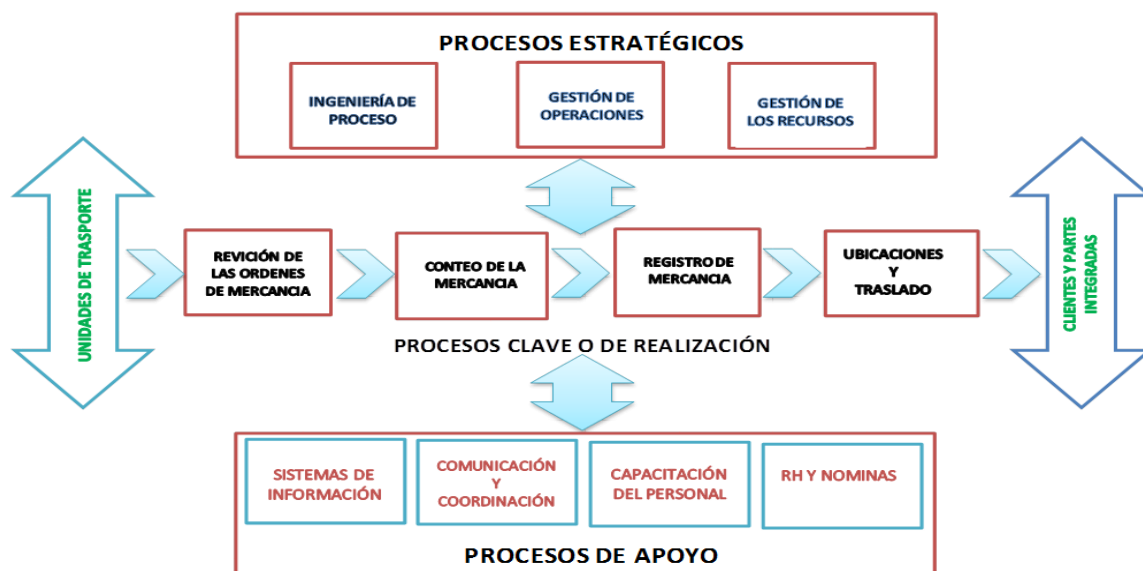 PROCESOS ESTRATÉGICOS
INGENIERÍA DE
PROCESO
GESTIÓN DE
OPERACIONES
GESTIÓN DE
LOS RECURSOS
UNIDADES DE TRASPORTE
REVICIÓN DE
LAS ORDENES
DE MERCANCIA
CONTEO DE LA
MERCANCIA
REGISTRO DE
MERCANCIA
UBICACIONES
Y
TRASLADO
CLIENTES Y PARTES
INTEGRADAS
PROCESOS CLAVE O DE REALIZACIÓN
SISTEMAS DE
INFORMACIÓN
COMUNICACIÓN
Y
COORDINACIÓN
CAPACITACIÓN
DEL PERSONAL
RH Y NOMINAS
PROCESOS DE APOYO